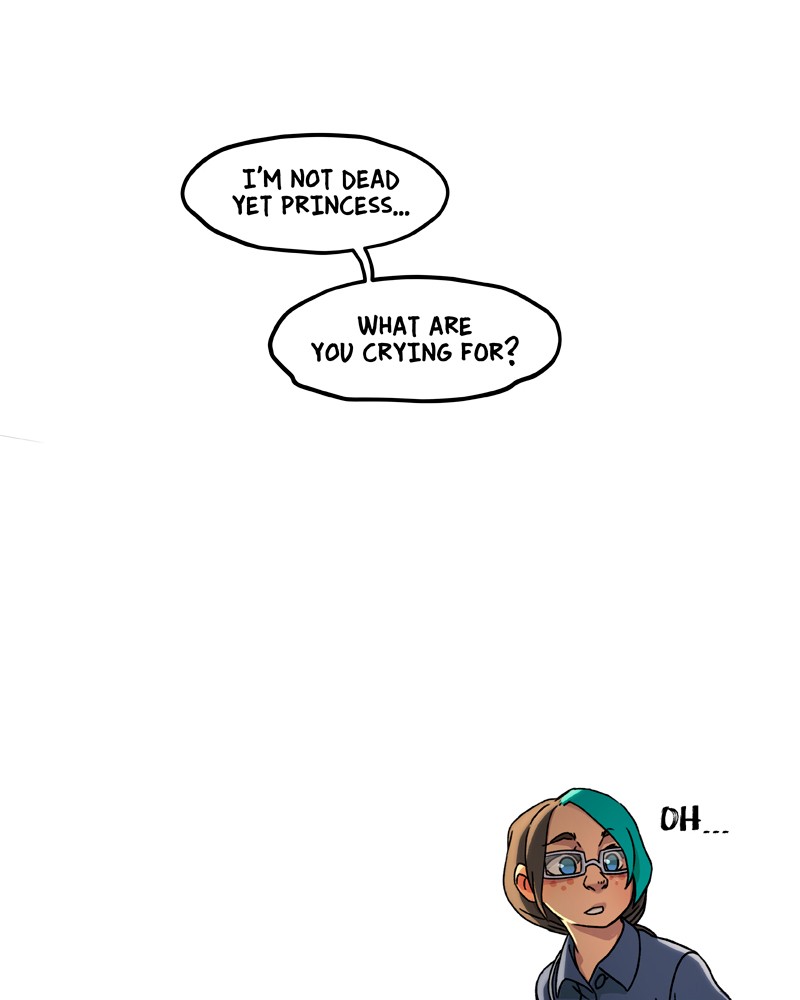 I'M NOT DEAD
YET PRINCESS...
WHAT ARE
YOU CRYING FOR?
OH...